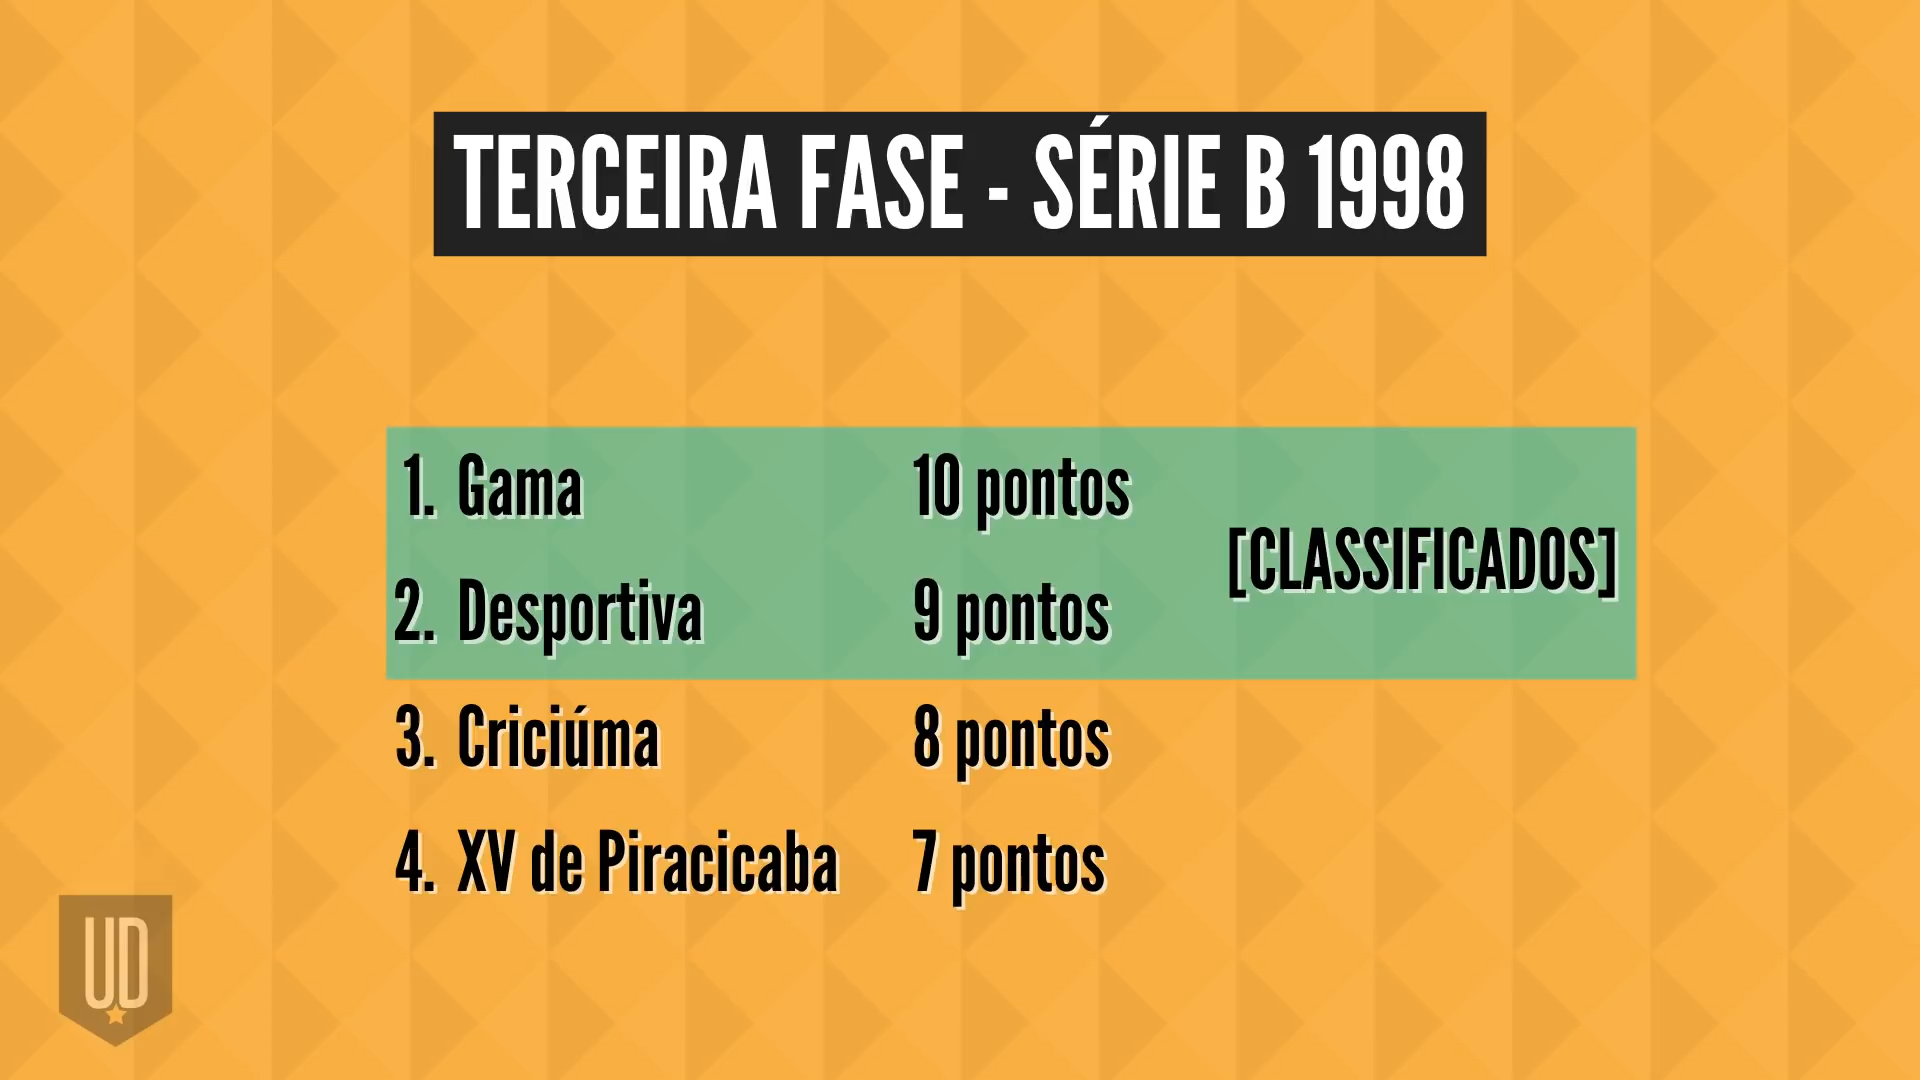 TERCEIRA FASE - SÉRIE B 1998
1. Gama 10 pontos
[CLASSIFICADOS]
2. Desportiva 9 pontos
3. Criciúma 8 pontos
4. XV de Piracicaba 7 pontos
UD